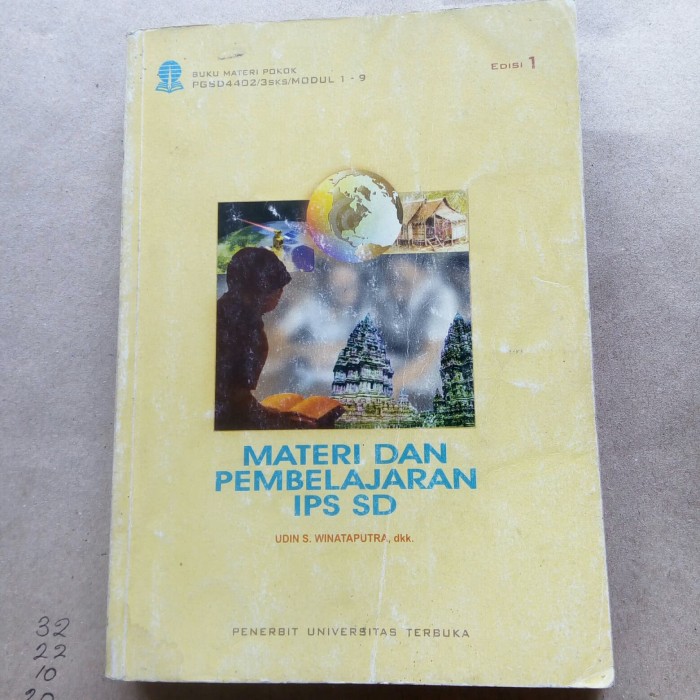 BUKU MATERI POKOK
PGSD4402/3SKS/MODUL 1 - 9
EDISI 1
MATERI DAN
PEMBELAJARAN
IPS SD
UDIN S. WINATAPUTRA, dkk.
PENERBIT UNIVERSITAS TERBUKA
32
22
10